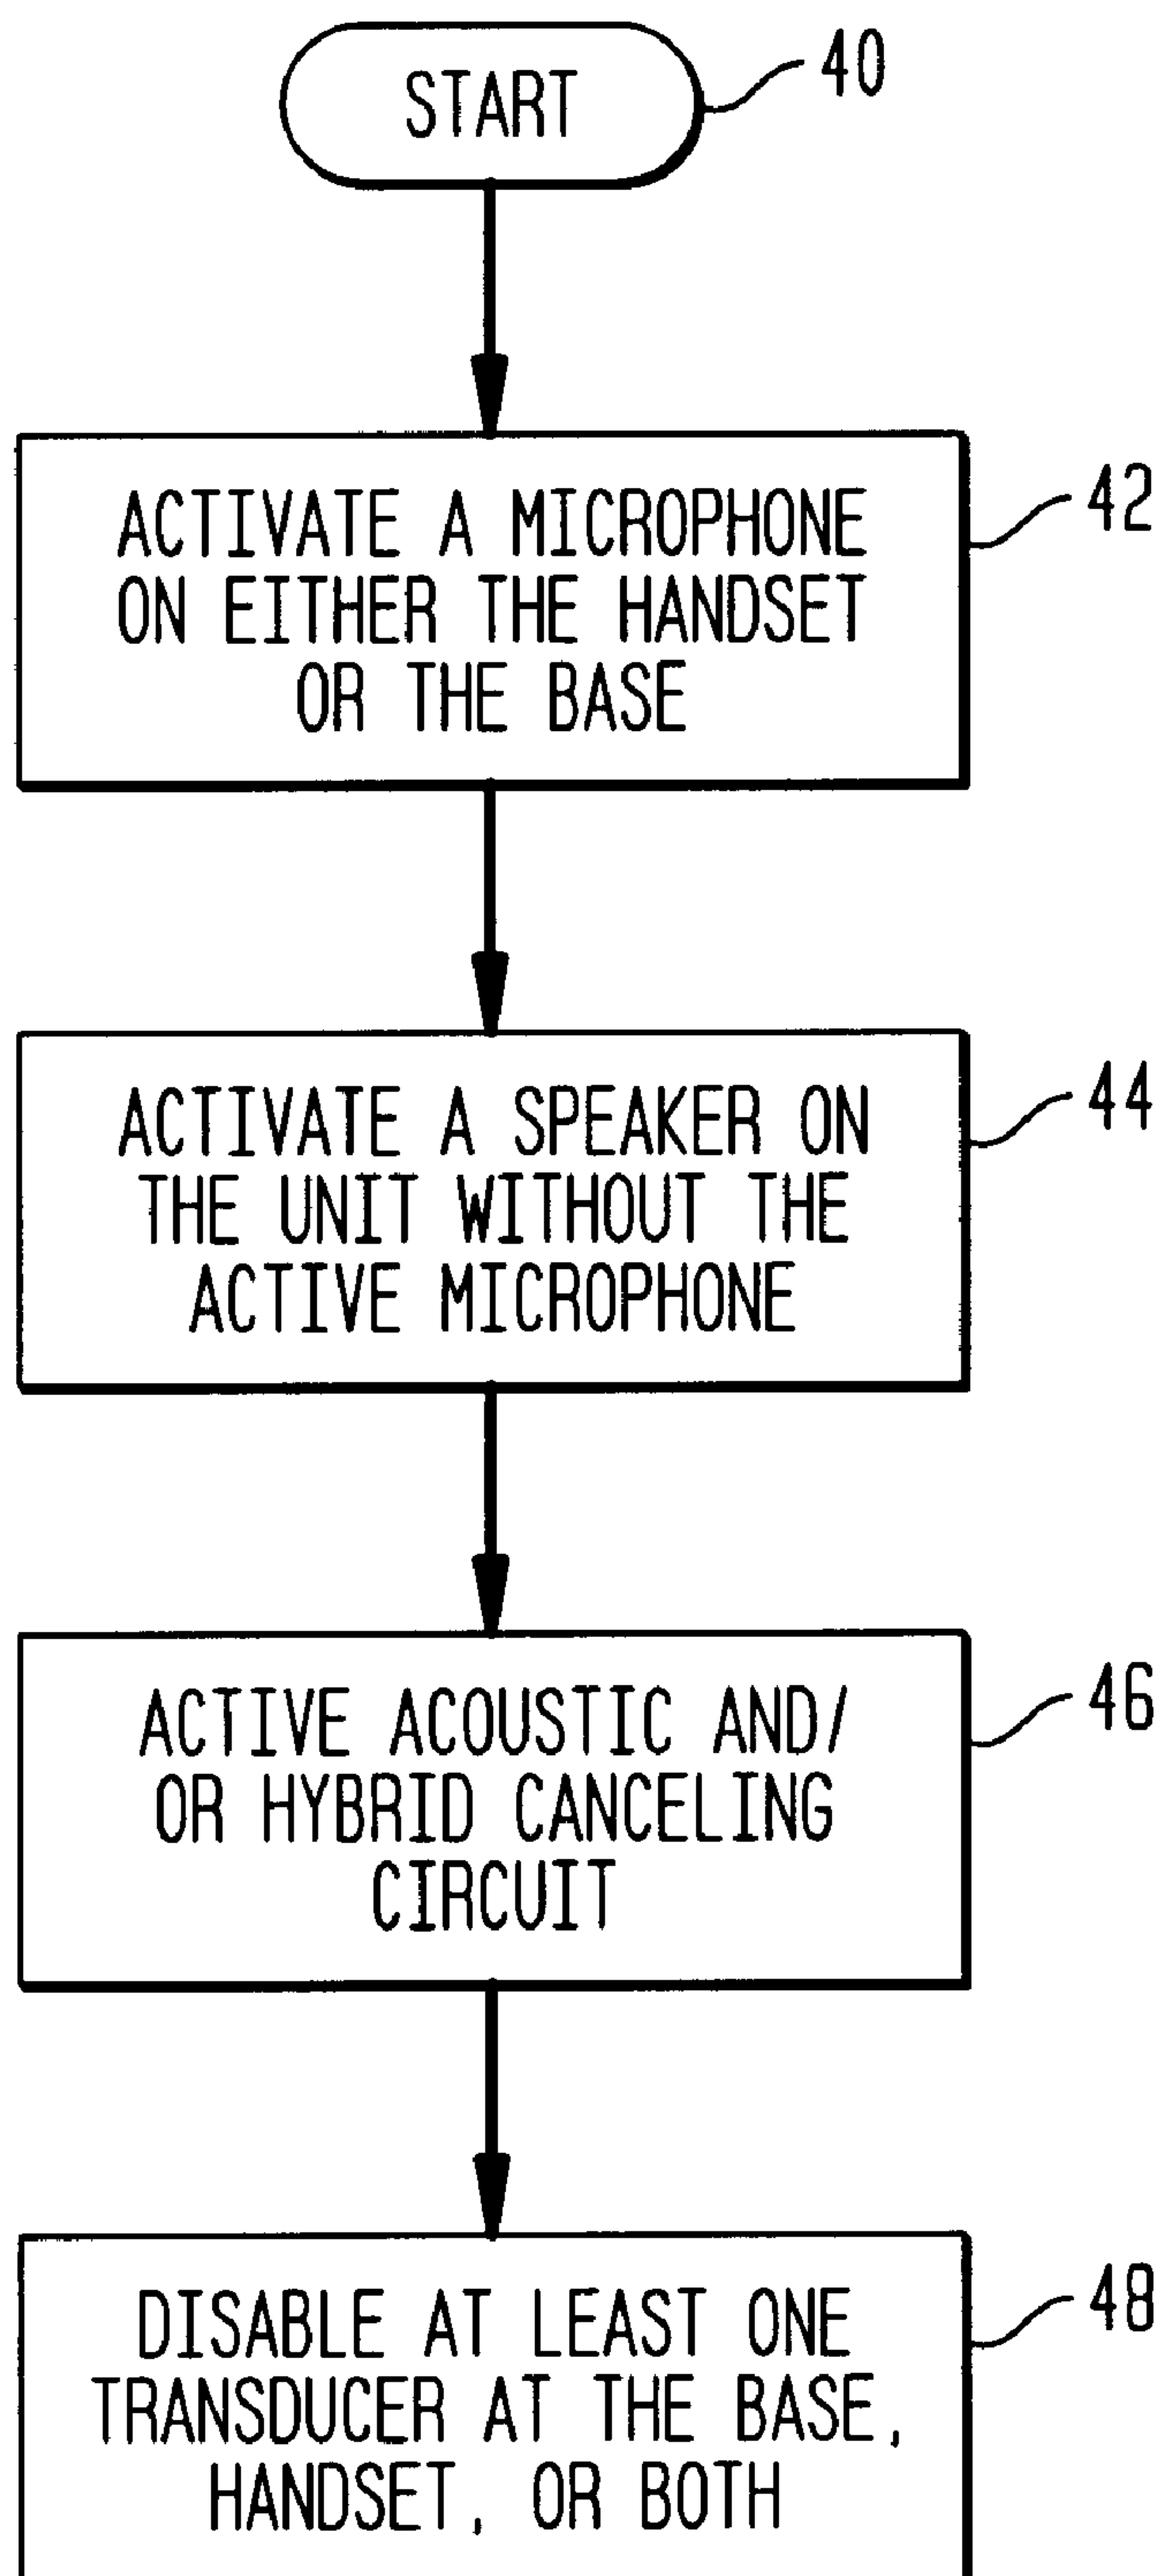 START
40
ACTIVATE A MICROPHONE
ON EITHER THE HANDSET
OR THE BASE
42
ACTIVATE A SPEAKER ON
THE UNIT WITHOUT THE
ACTIVE MICROPHONE
44
ACTIVE ACOUSTIC AND/
OR HYBRID CANCELING
CIRCUIT
46
DISABLE AT LEAST ONE
TRANSDUCER AT THE BASE,
HANDSET, OR BOTH
48